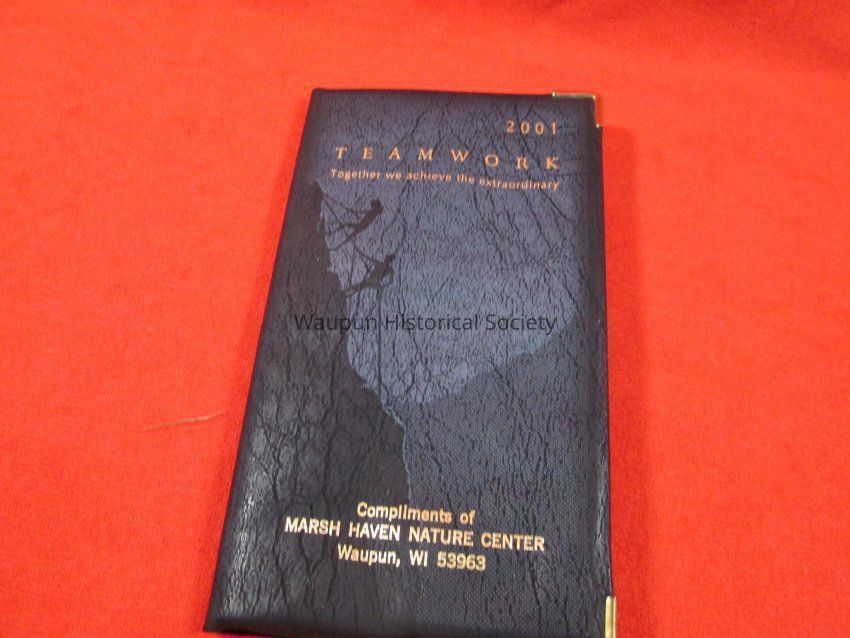 2001
TEAMWORK
Together we achieve the extraordinary
Waupun Historical Society
Compliments of
MARSH HAVEN NATURE CENTER
Waupun, WI 53963